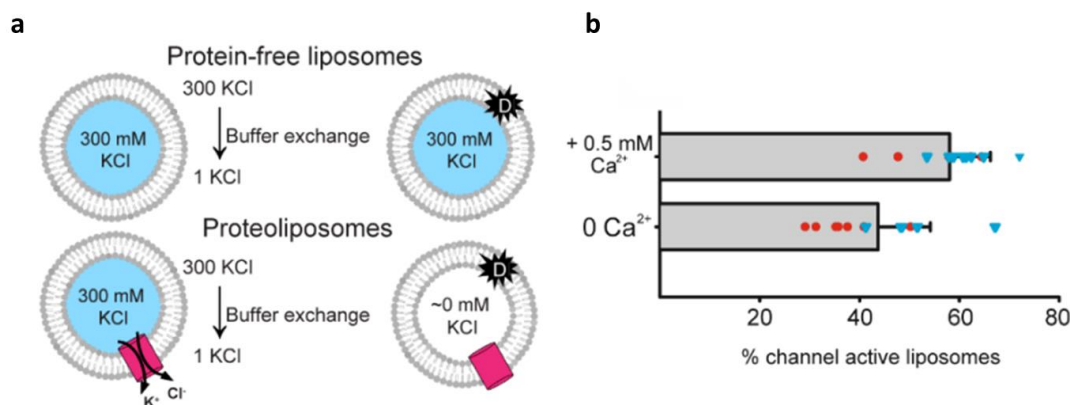 a
Protein-free liposomes
300 KCl
Buffer exchange
1 KCl
300 mM
KCl
D
300 mM
KCl
Proteoliposomes
300 KCl
Buffer exchange
1 KCl
300 mM
KCl
K⁺
Cl⁻
D
~0 mM
KCl
b
+ 0.5 mM
Ca²⁺
0 Ca²⁺
20 40 60 80
% channel active liposomes